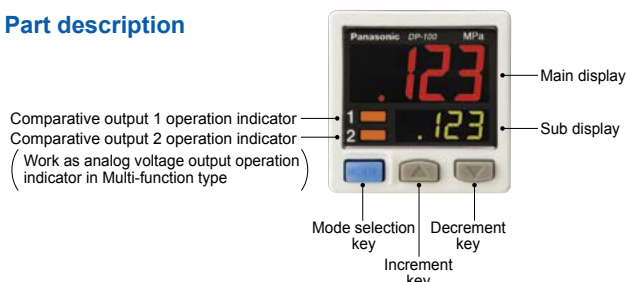 Part description
Panasonic DP-100 MPa
.123
Main display
Comparative output 1 operation indicator
1
Comparative output 2 operation indicator
2
.123
Sub display
Work as analog voltage output operation
indicator in Multi-function type
MODE
Mode selection
key
Decrement
key
Increment
key